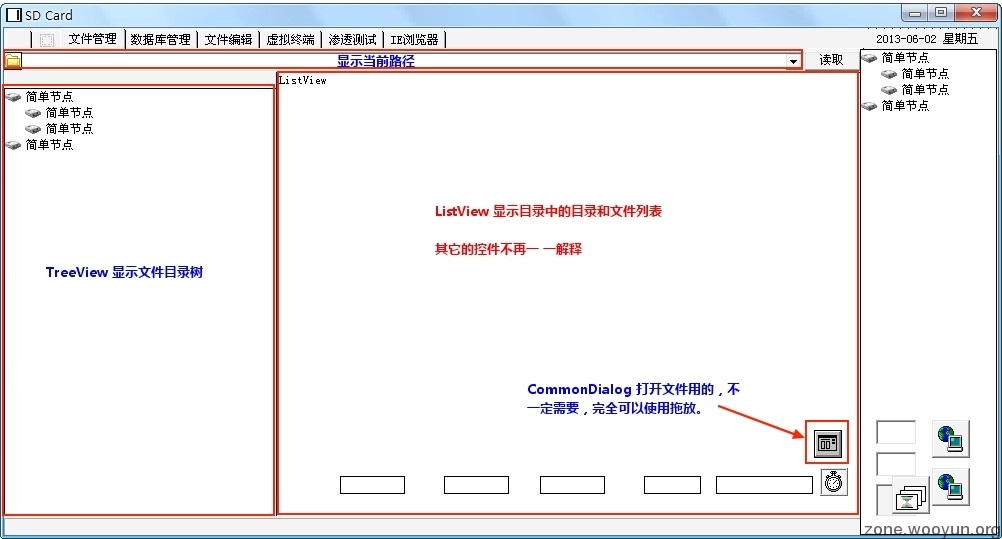 SD Card
文件管理 数据库管理 文件编辑 虚拟终端 渗透测试 IE浏览器 2013-06-02 星期五
显示当前路径 读取
ListView
简单节点
简单节点
简单节点
简单节点
简单节点
简单节点
简单节点
简单节点
ListView 显示目录中的目录和文件列表
其它的控件不再一 一解释
TreeView 显示文件目录树
CommonDialog 打开文件用的，不
一定需要，完全可以使用拖放。
zone.wooyun.org